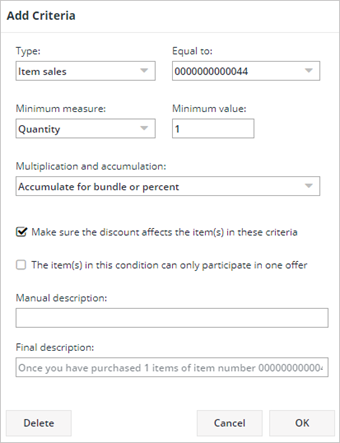 Add Criteria
Type: Equal to:
Item sales 0000000000044
Minimum measure: Minimum value:
Quantity 1
Multiplication and accumulation:
Accumulate for bundle or percent
Make sure the discount affects the item(s) in these criteria
The item(s) in this condition can only participate in one offer
Manual description:
Final description:
Once you have purchased 1 items of item number 00000000004
Delete Cancel OK